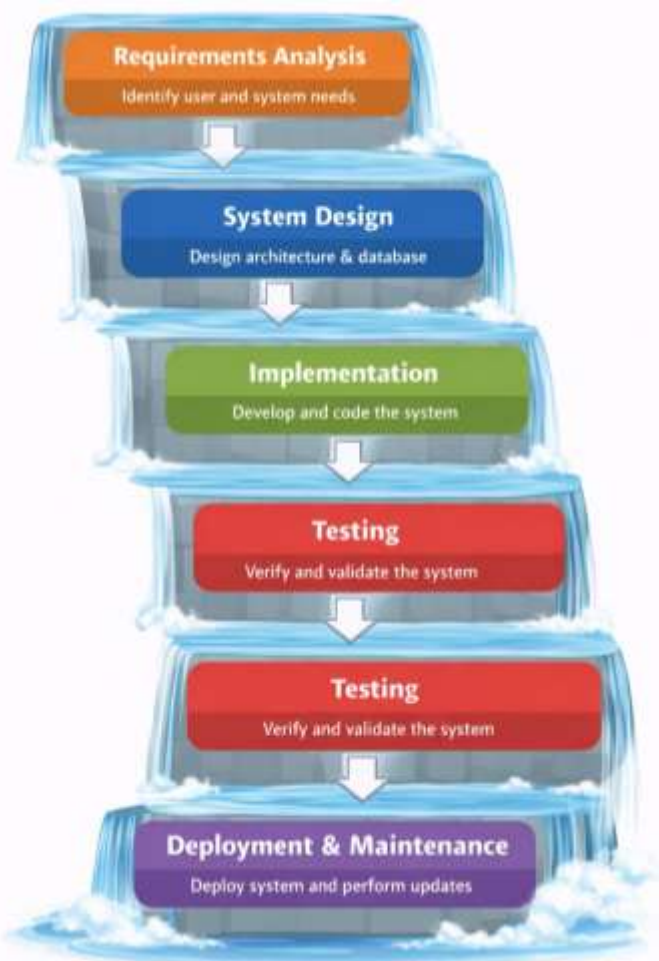 Requirements Analysis
Identify user and system needs
System Design
Design architecture & database
Implementation
Develop and code the system
Testing
Verify and validate the system
Testing
Verify and validate the system
Deployment & Maintenance
Deploy system and perform updates